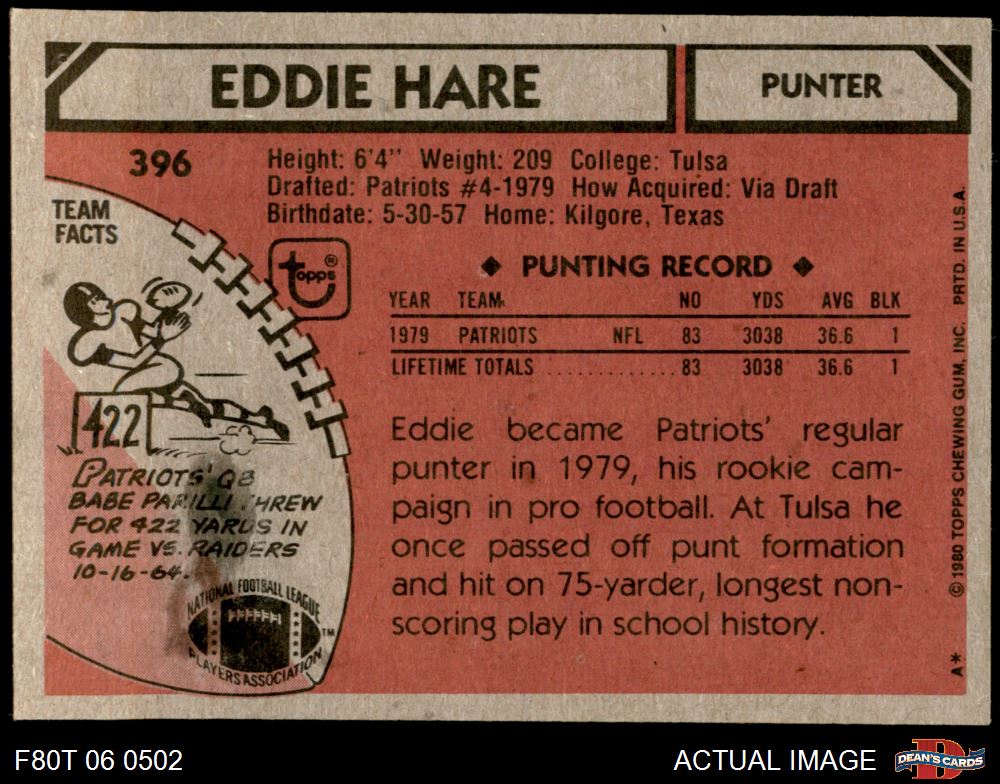 EDDIE HARE
PUNTER
396
Height: 6'4" Weight: 209 College: Tulsa
Drafted: Patriots #4-1979 How Acquired: Via Draft
Birthdate: 5-30-57 Home: Kilgore, Texas
TEAM
FACTS
topps®
◆ PUNTING RECORD ◆
YEAR TEAM NO YDS AVG BLK
1979 PATRIOTS NFL 83 3038 36.6 1
LIFETIME TOTALS ............. 83 3038 36.6 1
422
PATRIOTS' QB
BABE PARILLI THREW
FOR 422 YARDS IN
GAME VS. RAIDERS
10-16-64.
NATIONAL FOOTBALL LEAGUE
PLAYERS ASSOCIATION
TM
Eddie became Patriots' regular
punter in 1979, his rookie cam-
paign in pro football. At Tulsa he
once passed off punt formation
and hit on 75-yarder, longest non-
scoring play in school history.
A* © 1980 TOPPS CHEWING GUM, INC. PRTD. IN U.S.A.
F80T 06 0502
ACTUAL IMAGE
DEAN'S CARDS